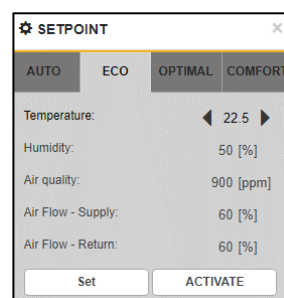 SETPOINT ×
AUTO ECO OPTIMAL COMFORT
Temperature: 22.5
Humidity: 50 [%]
Air quality: 900 [ppm]
Air Flow - Supply: 60 [%]
Air Flow - Return: 60 [%]
Set ACTIVATE